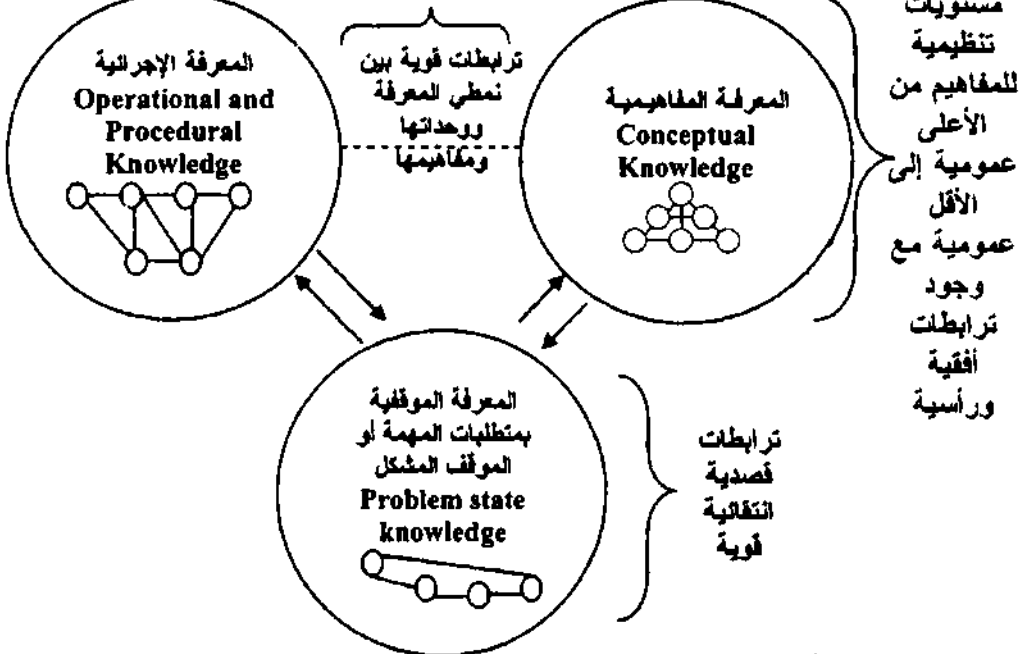 المعرفة الإجرائية
Operational and
Procedural
Knowledge
ترابطات قوية بين
نمطي المعرفة
ووحداتها
ومفاهيمها
المعرفة المفاهيمية
Conceptual
Knowledge
مستويات
تنظيمية
للمفاهيم من
الأعلى
عمومية إلى
الأقل
عمومية مع
وجود
ترابطات
أفقية
ورأسية
المعرفة الموقفية
بمتطلبات المهمة أو
الموقف المشكل
Problem state
knowledge
ترابطات
قصدية
انتقائية
قوية